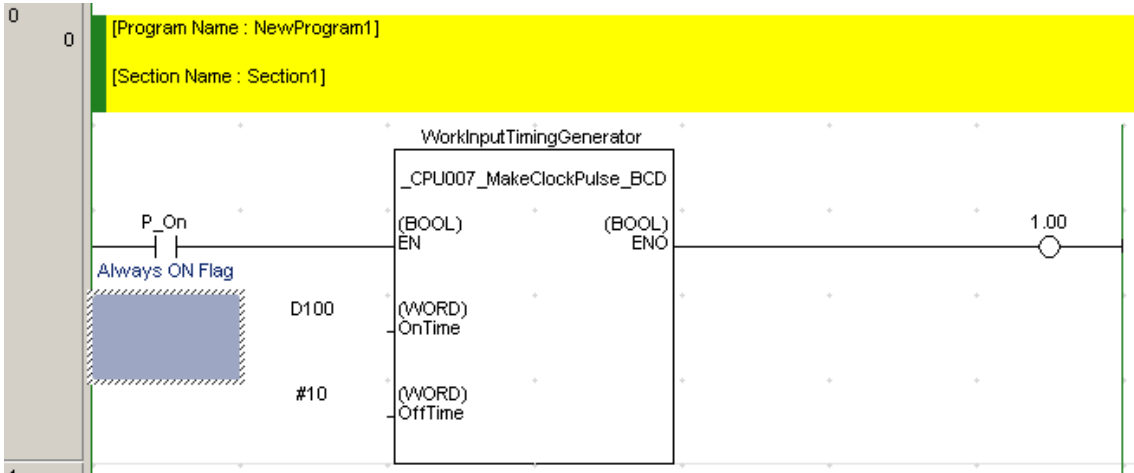 0
0
[Program Name : NewProgram1]
[Section Name : Section1]
WorkInputTimingGenerator
_CPU007_MakeClockPulse_BCD
P_On
(BOOL)
EN
(BOOL)
ENO
1.00
Always ON Flag
D100
(WORD)
OnTime
#10
(WORD)
OffTime